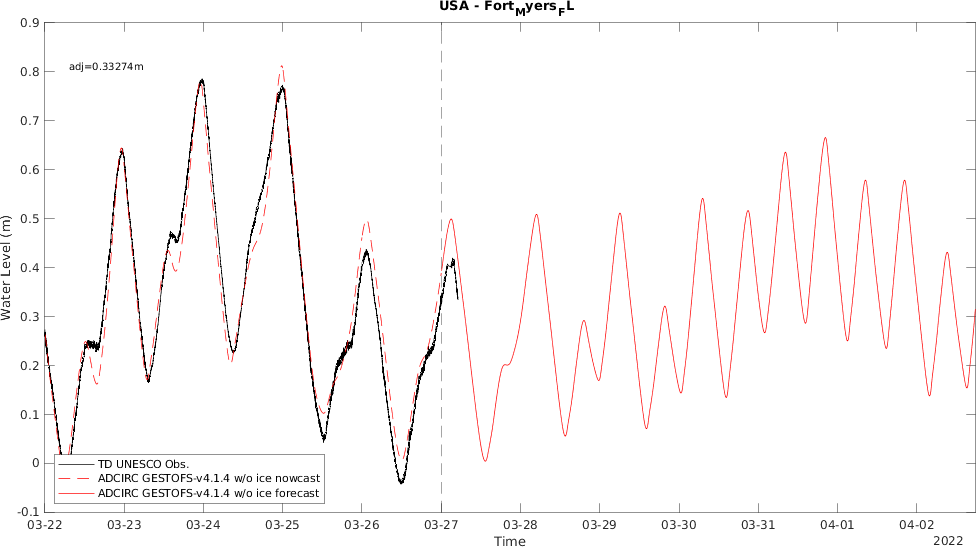 USA - Fort_Myers_FL
adj=0.33274m
0.9
0.8
0.7
0.6
0.5
0.4
0.3
0.2
0.1
0
-0.1
Water Level (m)
TD UNESCO Obs.
ADCIRC GESTOFS-v4.1.4 w/o ice nowcast
ADCIRC GESTOFS-v4.1.4 w/o ice forecast
03-22 03-23 03-24 03-25 03-26 03-27 03-28 03-29 03-30 03-31 04-01 04-02
Time
2022